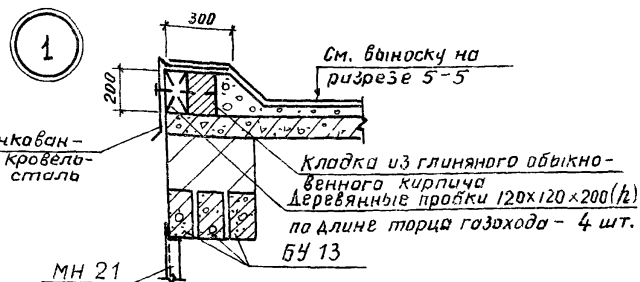 1
300
200
См. выноску на
разрезе 5-5
нкован-
кровель-
сталь
Кладка из глиняного обыкно-
венного кирпича
Деревянные пробки 120×120×200(h)
по длине торца газохода - 4 шт.
БУ 13
МН 21